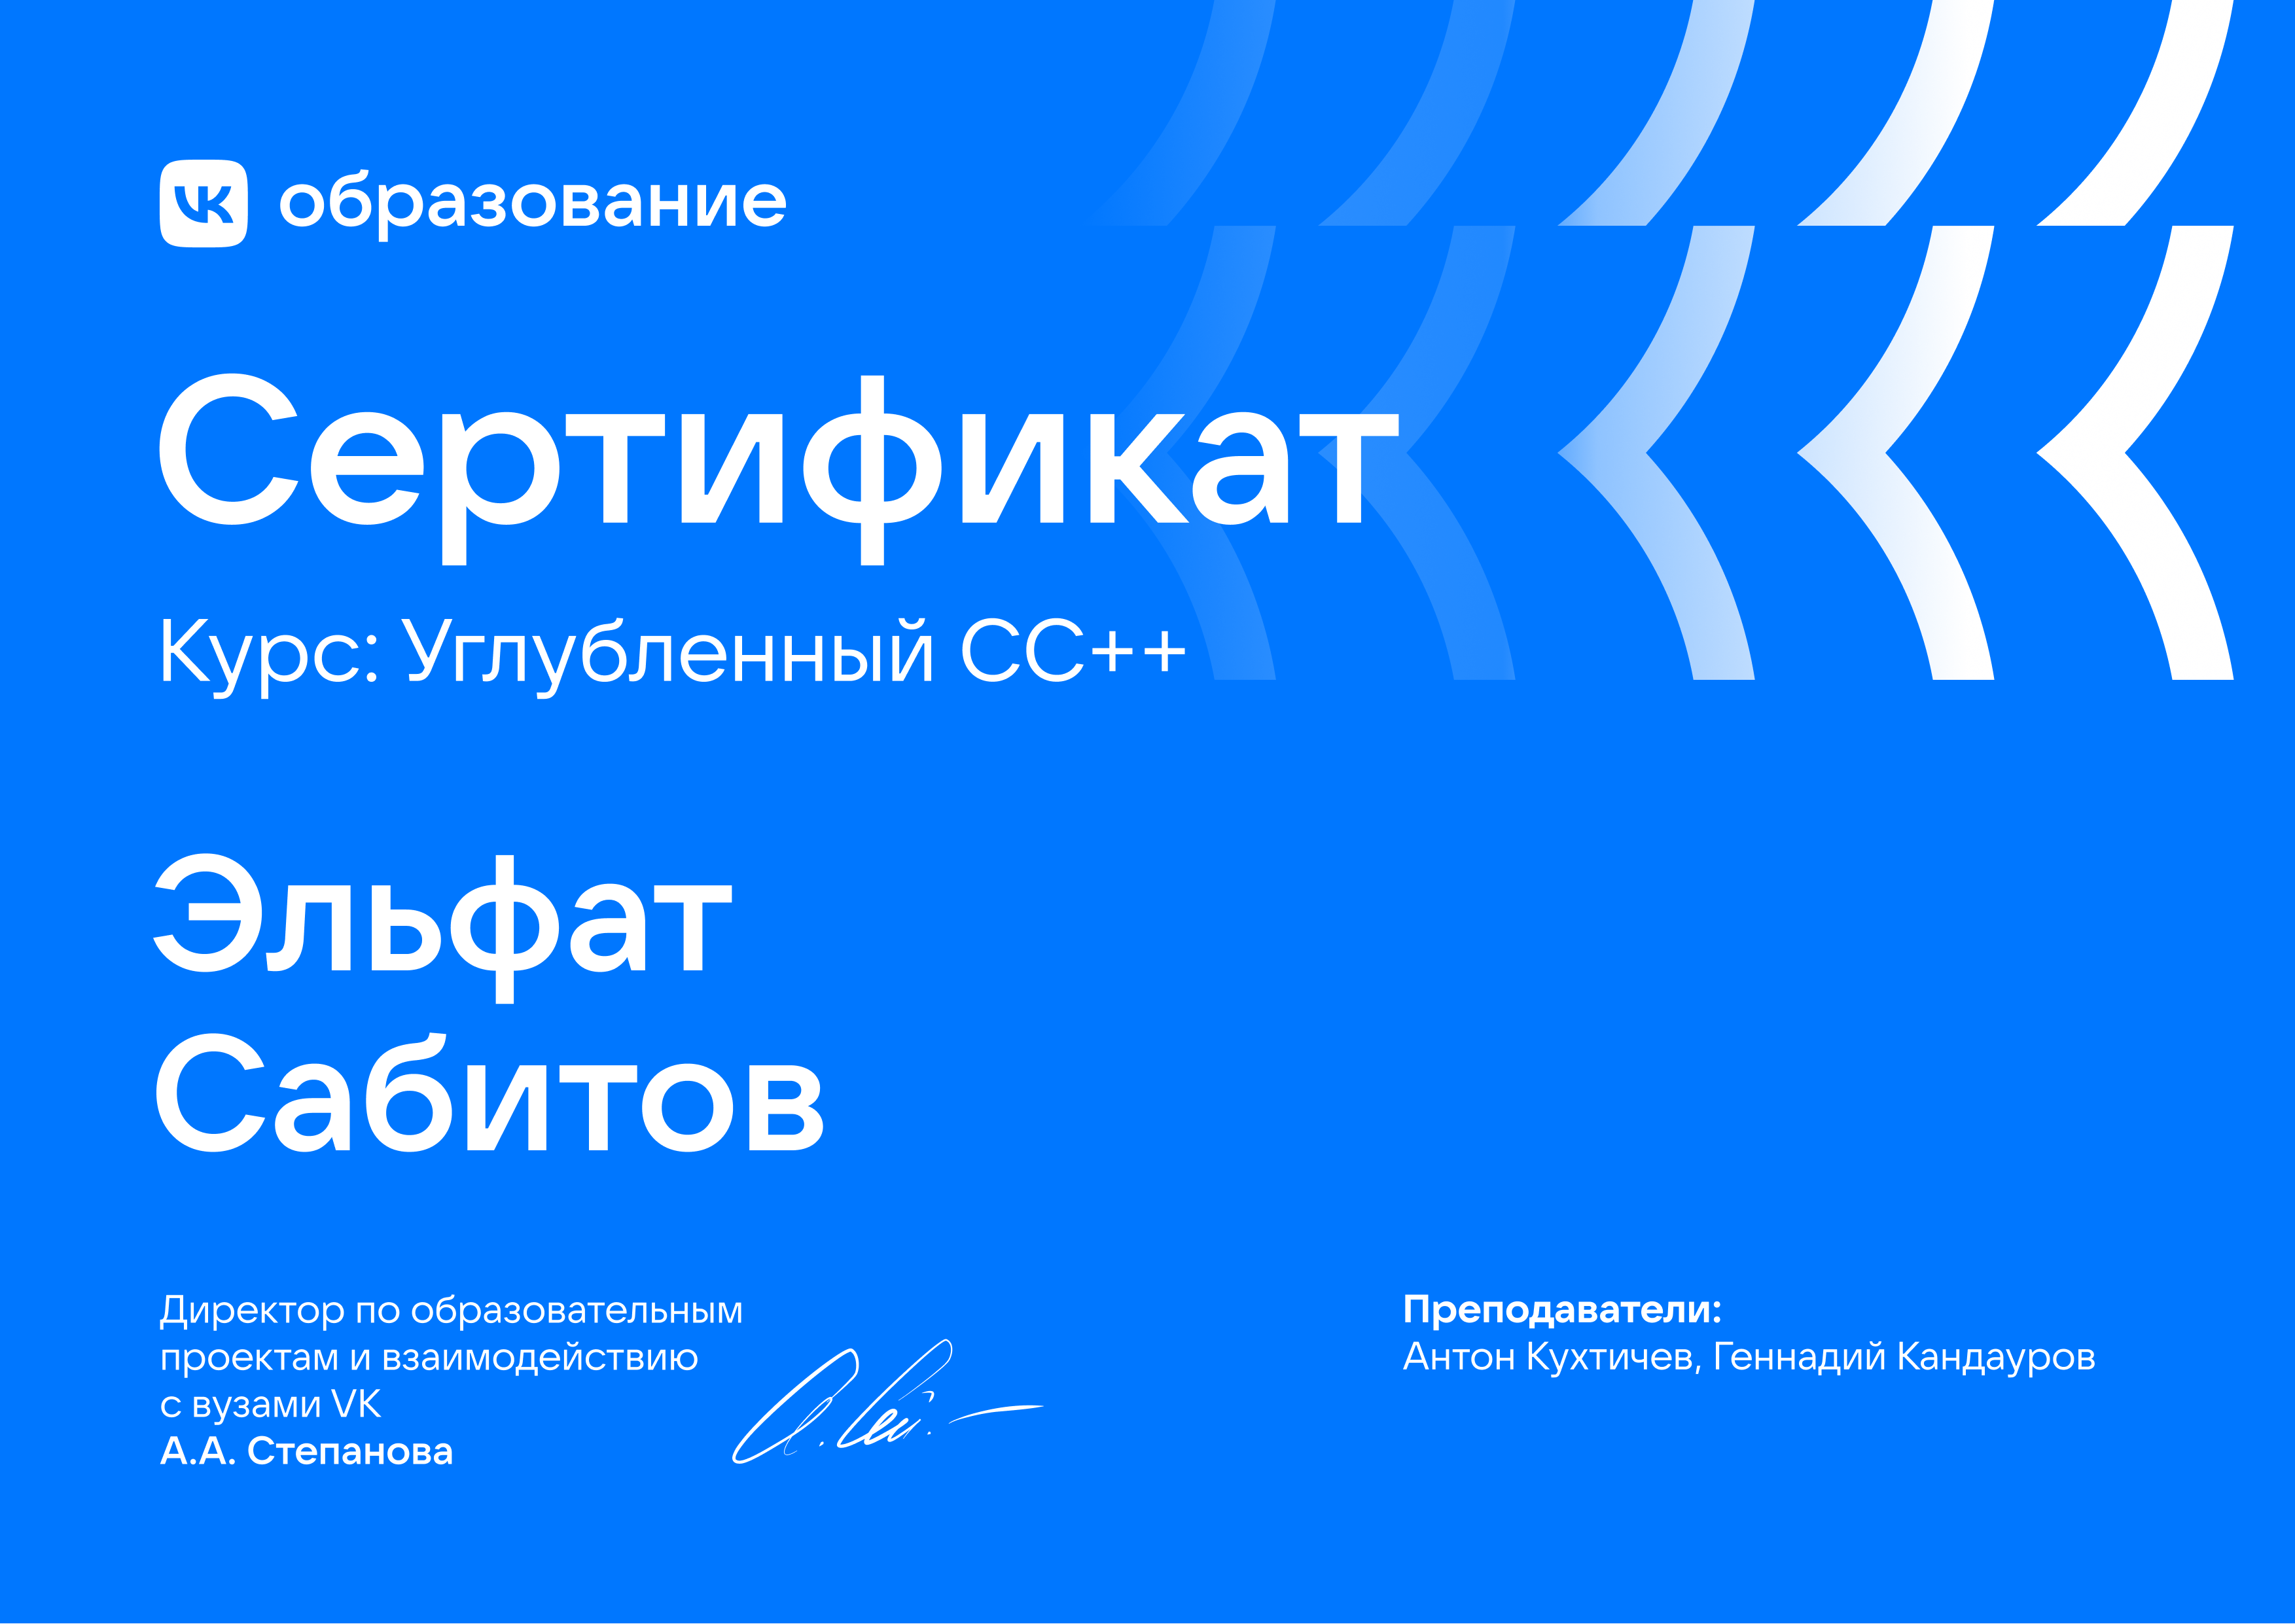 VK образование
Сертификат
Курс: Углубленный СС++
Эльфат
Сабитов
Директор по образовательным
проектам и взаимодействию
с вузами VK
А.А. Степанова
Преподаватели:
Антон Кухтичев, Геннадий Кандауров